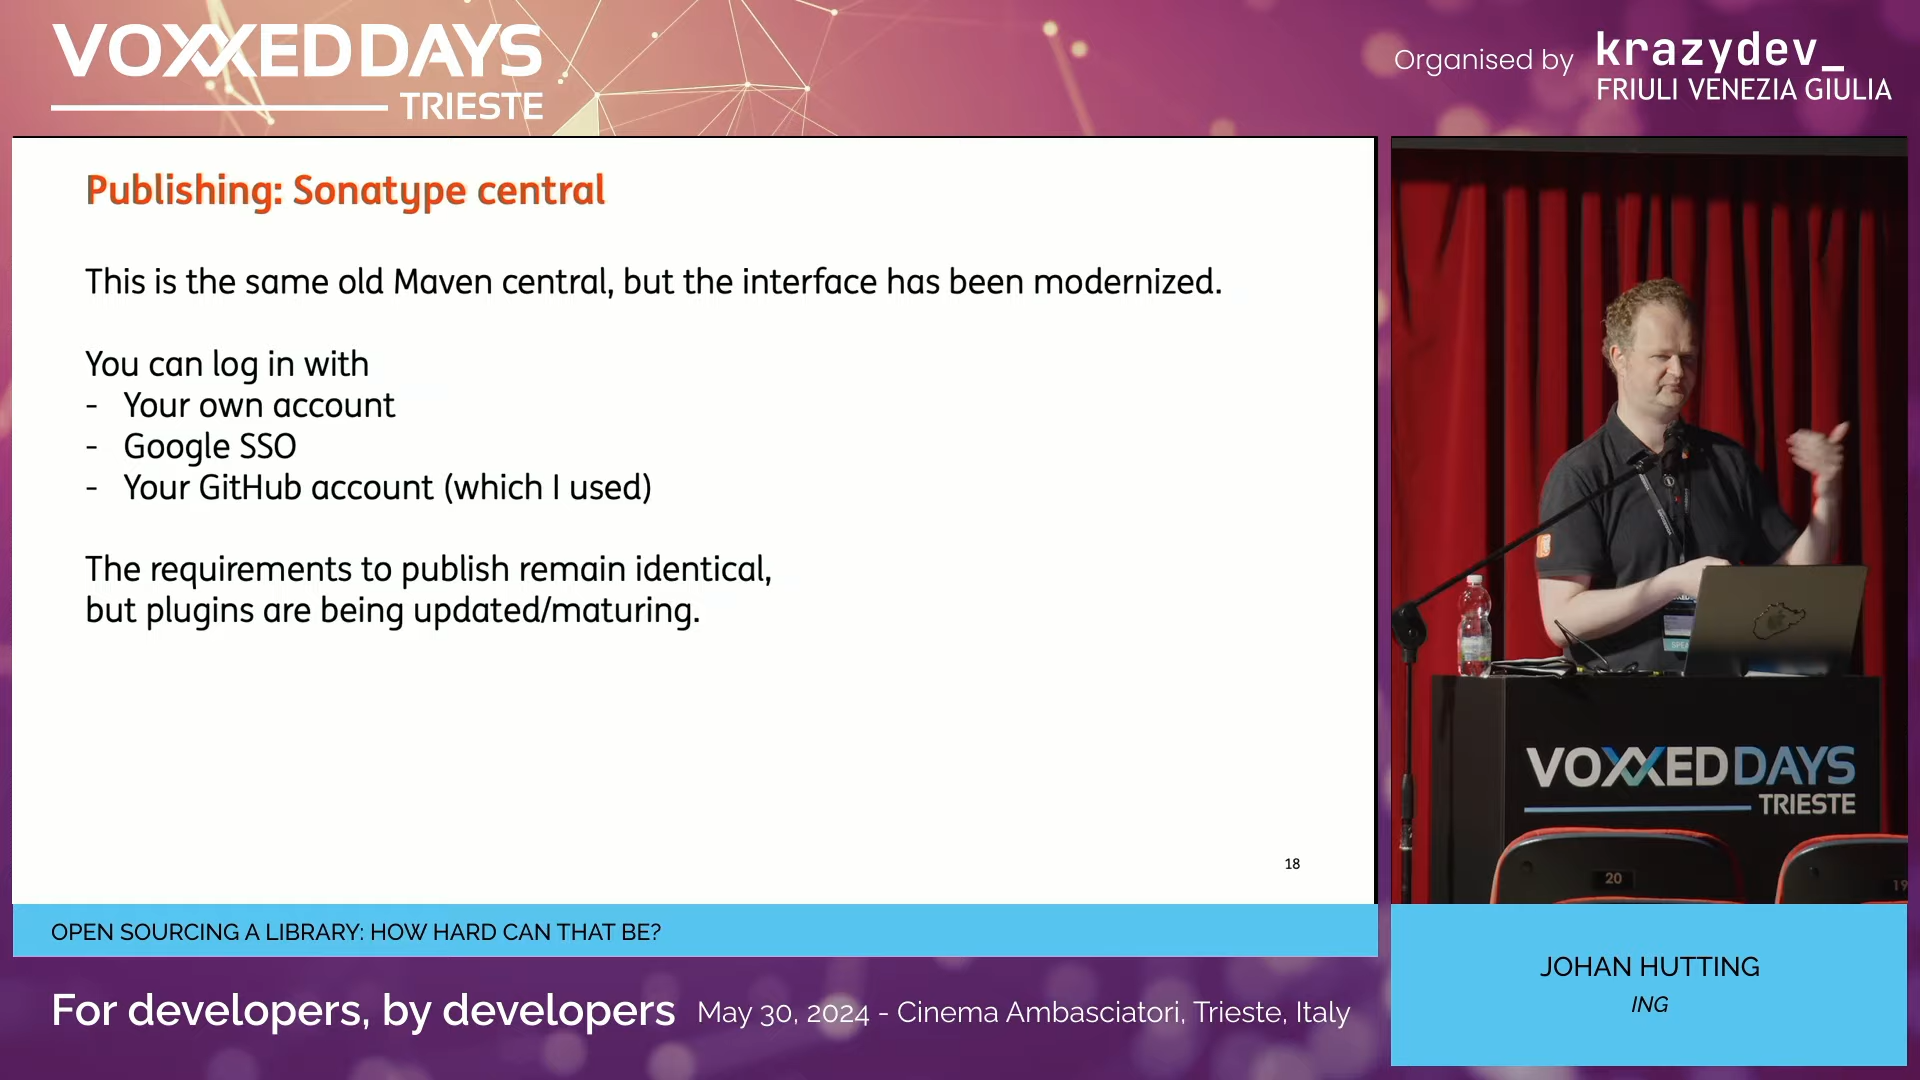 VOXXEDDAYS
TRIESTE
Organised by
krazydev_
FRIULI VENEZIA GIULIA
Publishing: Sonatype central
This is the same old Maven central, but the interface has been modernized.
You can log in with
- Your own account
- Google SSO
- Your GitHub account (which I used)
The requirements to publish remain identical,
but plugins are being updated/maturing.
18
VOXXEDDAYS
TRIESTE
20
19
OPEN SOURCING A LIBRARY: HOW HARD CAN THAT BE?
JOHAN HUTTING
ING
For developers, by developers
May 30, 2024 - Cinema Ambasciatori, Trieste, Italy